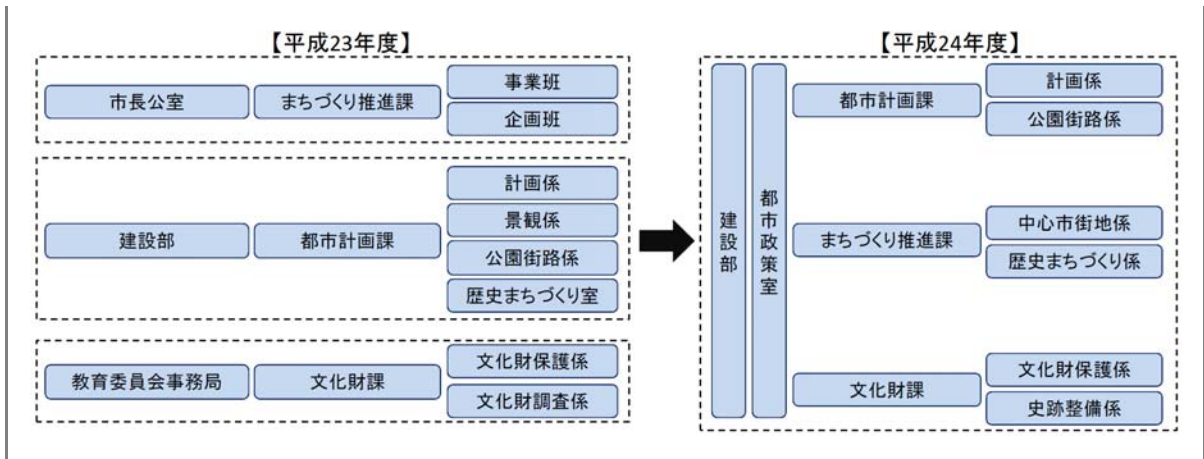 【平成23年度】
市長公室
まちづくり推進課
事業班
企画班
建設部
都市計画課
計画係
景観係
公園街路係
歴史まちづくり室
教育委員会事務局
文化財課
文化財保護係
文化財調査係
【平成24年度】
建設部
都市政策室
都市計画課
計画係
公園街路係
まちづくり推進課
中心市街地係
歴史まちづくり係
文化財課
文化財保護係
史跡整備係